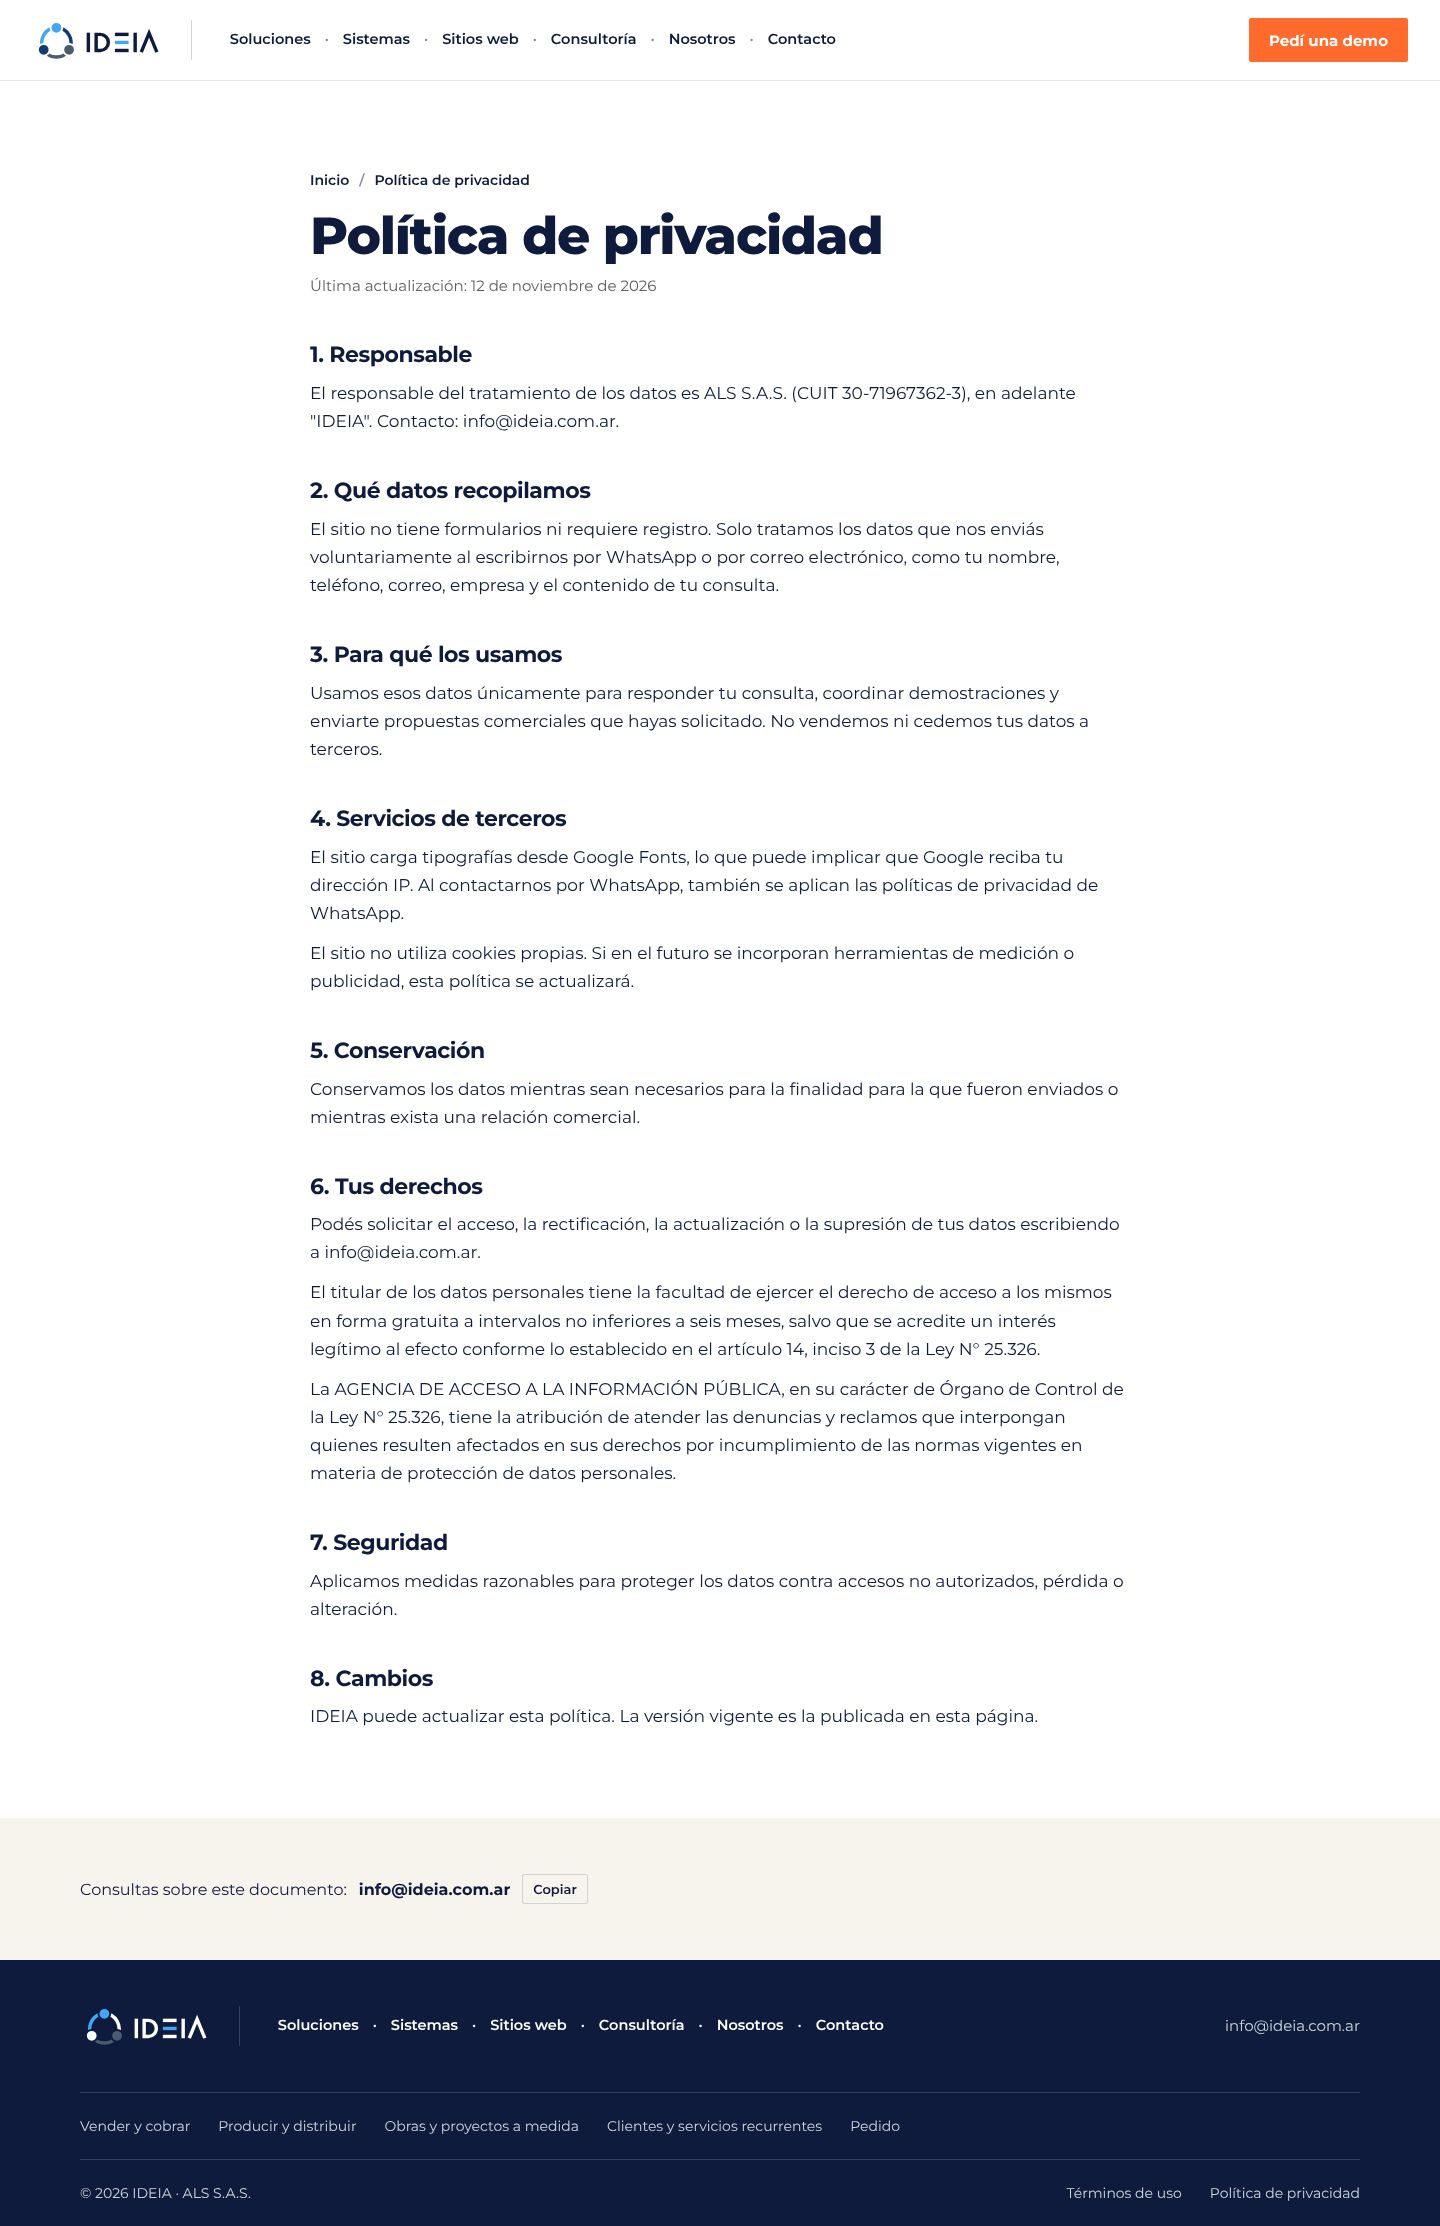 IDEIA
Soluciones · Sistemas · Sitios web · Consultoría · Nosotros · Contacto
Pedí una demo
Inicio / Política de privacidad
Política de privacidad
Última actualización: 12 de noviembre de 2026
1. Responsable
El responsable del tratamiento de los datos es ALS S.A.S. (CUIT 30-71967362-3), en adelante
"IDEIA". Contacto: info@ideia.com.ar.
2. Qué datos recopilamos
El sitio no tiene formularios ni requiere registro. Solo tratamos los datos que nos enviás
voluntariamente al escribirnos por WhatsApp o por correo electrónico, como tu nombre,
teléfono, correo, empresa y el contenido de tu consulta.
3. Para qué los usamos
Usamos esos datos únicamente para responder tu consulta, coordinar demostraciones y
enviarte propuestas comerciales que hayas solicitado. No vendemos ni cedemos tus datos a
terceros.
4. Servicios de terceros
El sitio carga tipografías desde Google Fonts, lo que puede implicar que Google reciba tu
dirección IP. Al contactarnos por WhatsApp, también se aplican las políticas de privacidad de
WhatsApp.
El sitio no utiliza cookies propias. Si en el futuro se incorporan herramientas de medición o
publicidad, esta política se actualizará.
5. Conservación
Conservamos los datos mientras sean necesarios para la finalidad para la que fueron enviados o
mientras exista una relación comercial.
6. Tus derechos
Podés solicitar el acceso, la rectificación, la actualización o la supresión de tus datos escribiendo
a info@ideia.com.ar.
El titular de los datos personales tiene la facultad de ejercer el derecho de acceso a los mismos
en forma gratuita a intervalos no inferiores a seis meses, salvo que se acredite un interés
legítimo al efecto conforme lo establecido en el artículo 14, inciso 3 de la Ley N° 25.326.
La AGENCIA DE ACCESO A LA INFORMACIÓN PÚBLICA, en su carácter de Órgano de Control de
la Ley N° 25.326, tiene la atribución de atender las denuncias y reclamos que interpongan
quienes resulten afectados en sus derechos por incumplimiento de las normas vigentes en
materia de protección de datos personales.
7. Seguridad
Aplicamos medidas razonables para proteger los datos contra accesos no autorizados, pérdida o
alteración.
8. Cambios
IDEIA puede actualizar esta política. La versión vigente es la publicada en esta página.
Consultas sobre este documento: info@ideia.com.ar Copiar
IDEIA
Soluciones · Sistemas · Sitios web · Consultoría · Nosotros · Contacto
info@ideia.com.ar
Vender y cobrar Producir y distribuir Obras y proyectos a medida Clientes y servicios recurrentes Pedido
© 2026 IDEIA · ALS S.A.S.
Términos de uso Política de privacidad